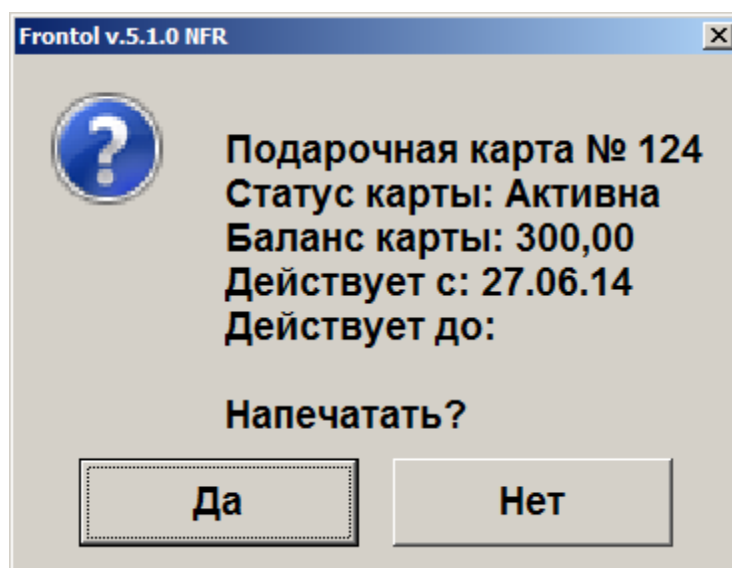 Frontol v.5.1.0 NFR
Подарочная карта № 124
Статус карты: Активна
Баланс карты: 300,00
Действует с: 27.06.14
Действует до:
Напечатать?
Да
Нет